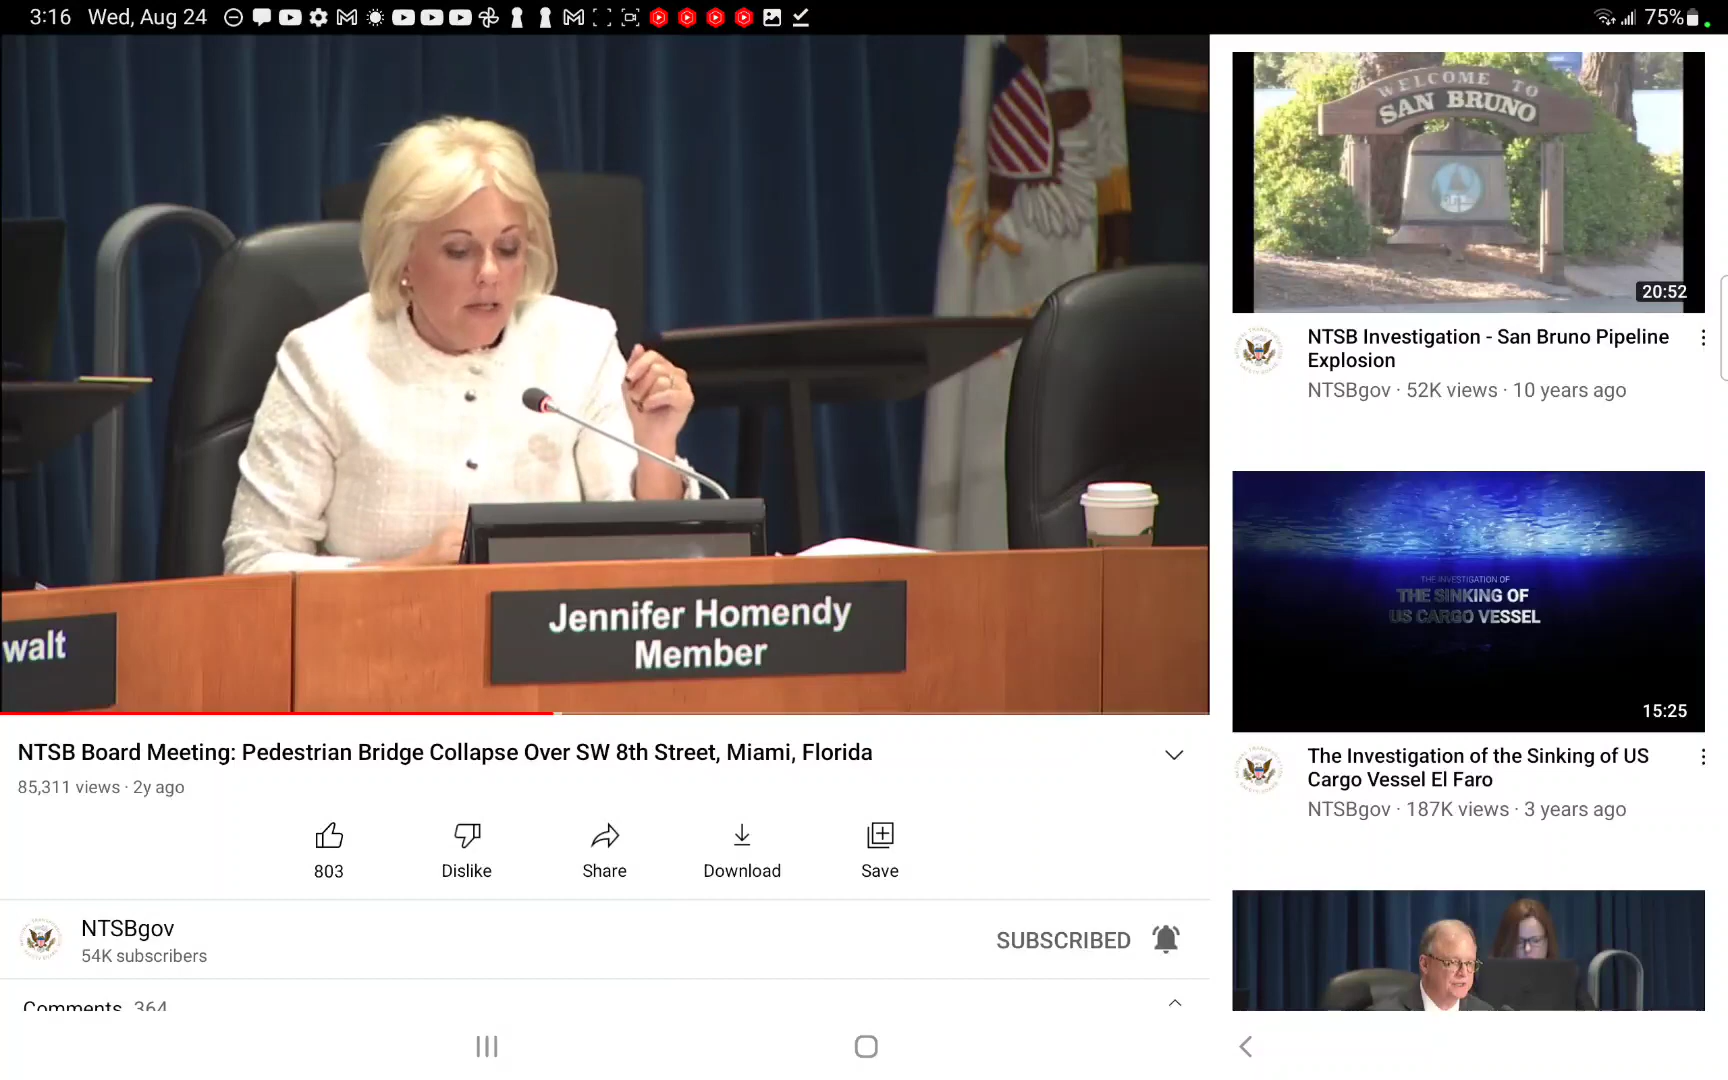 3:16 Wed, Aug 24
75%
WELCOME TO
SAN BRUNO
20:52
NTSB Investigation - San Bruno Pipeline
Explosion
NTSBgov · 52K views · 10 years ago
walt
Jennifer Homendy
Member
THE INVESTIGATION OF
THE SINKING OF
US CARGO VESSEL
15:25
The Investigation of the Sinking of US
Cargo Vessel El Faro
NTSBgov · 187K views · 3 years ago
NTSB Board Meeting: Pedestrian Bridge Collapse Over SW 8th Street, Miami, Florida
85,311 views · 2y ago
803
Dislike
Share
Download
Save
NTSBgov
54K subscribers
SUBSCRIBED
Comments 364